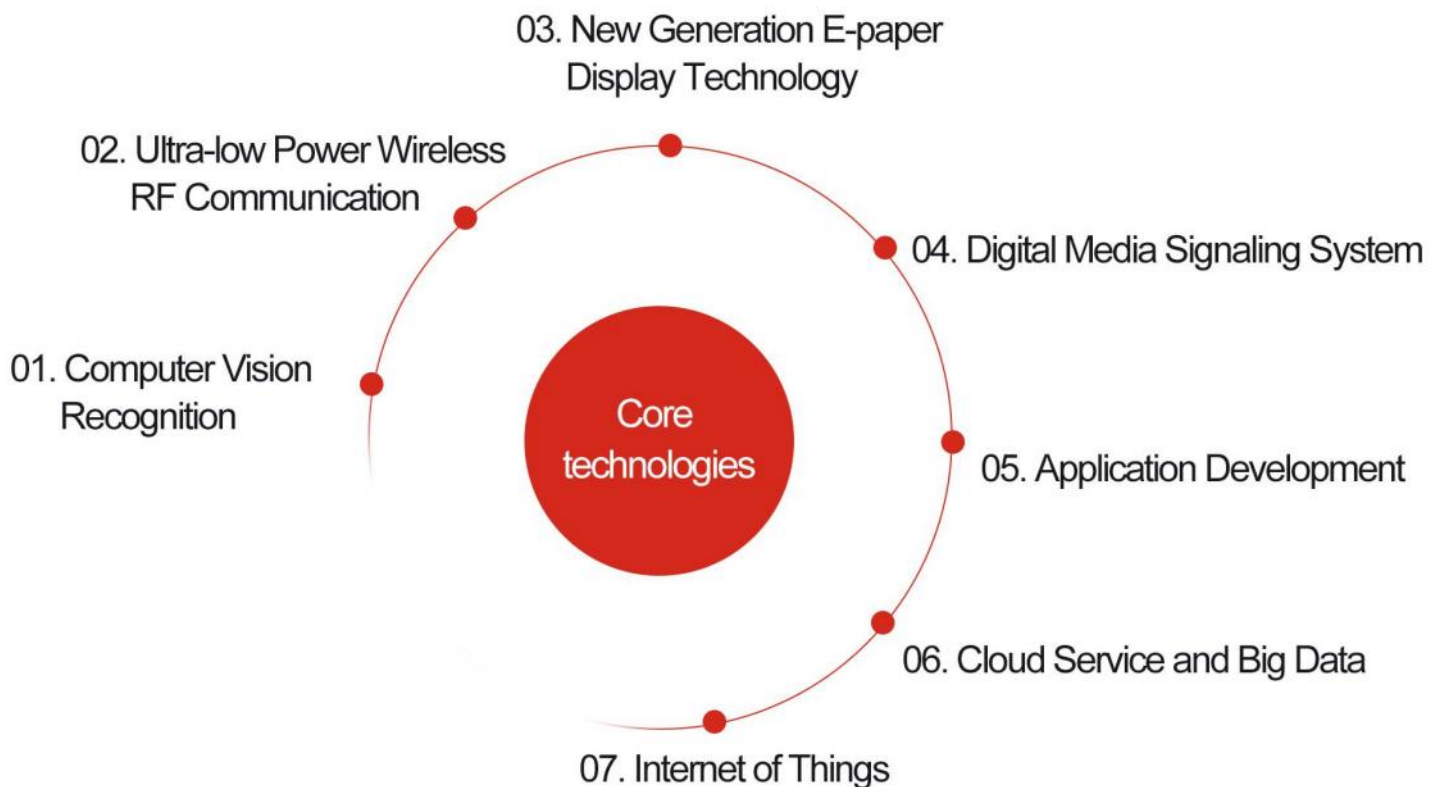 03. New Generation E-paper
Display Technology
02. Ultra-low Power Wireless
RF Communication
04. Digital Media Signaling System
01. Computer Vision
Recognition
Core
technologies
05. Application Development
06. Cloud Service and Big Data
07. Internet of Things